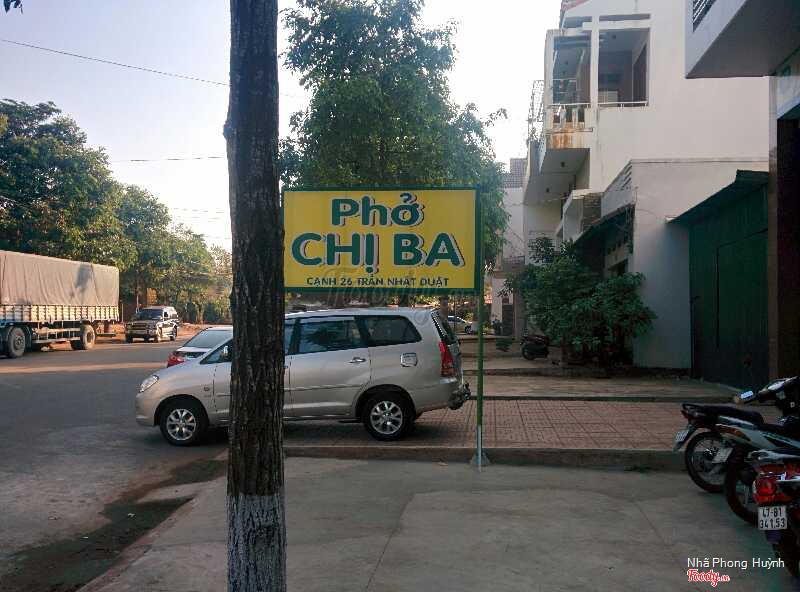 Phở
CHỊ BA
CẠNH 26 TRẦN NHẬT DUẬT
47-B1
341.53
Nhã Phong Huỳnh
Foody.vn